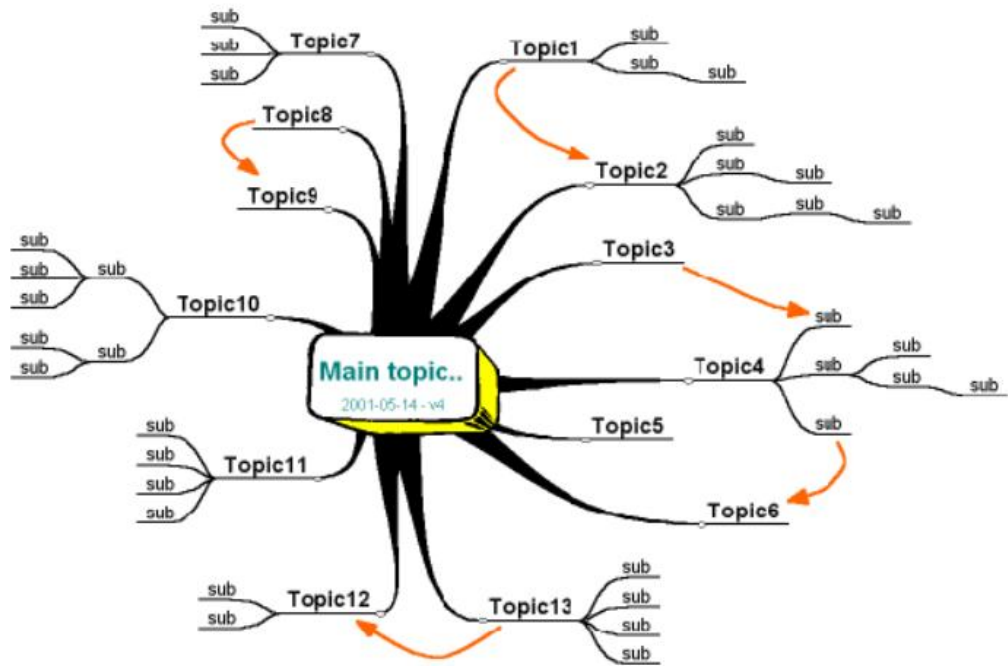 Main topic..
2001-05-14 - v4
Topic1
sub
sub
sub
Topic2
sub
sub
sub
sub
sub
sub
Topic3
Topic4
sub
sub
sub
sub
sub
sub
Topic5
Topic6
Topic7
sub
sub
sub
Topic8
Topic9
Topic10
sub
sub
sub
sub
sub
sub
sub
Topic11
sub
sub
sub
sub
Topic12
sub
sub
Topic13
sub
sub
sub
sub